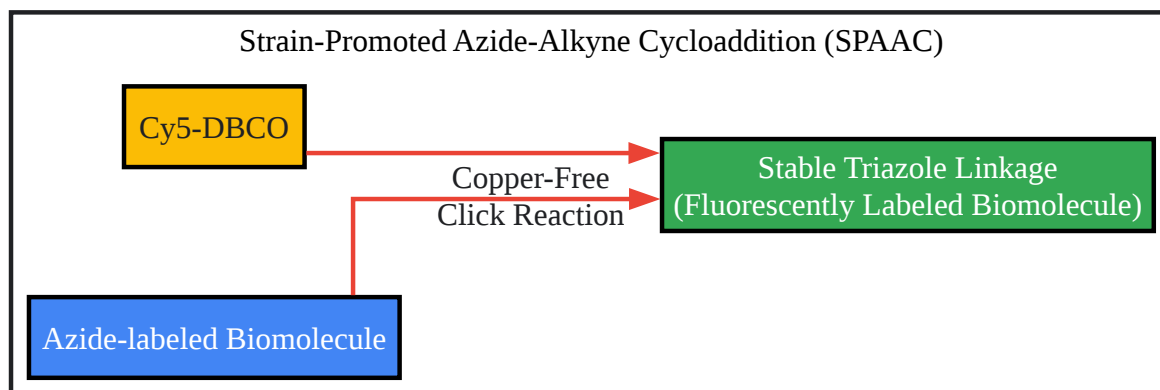 Strain-Promoted Azide-Alkyne Cycloaddition (SPAAC)
Cy5-DBCO
Copper-Free
Click Reaction
Stable Triazole Linkage
(Fluorescently Labeled Biomolecule)
Azide-labeled Biomolecule